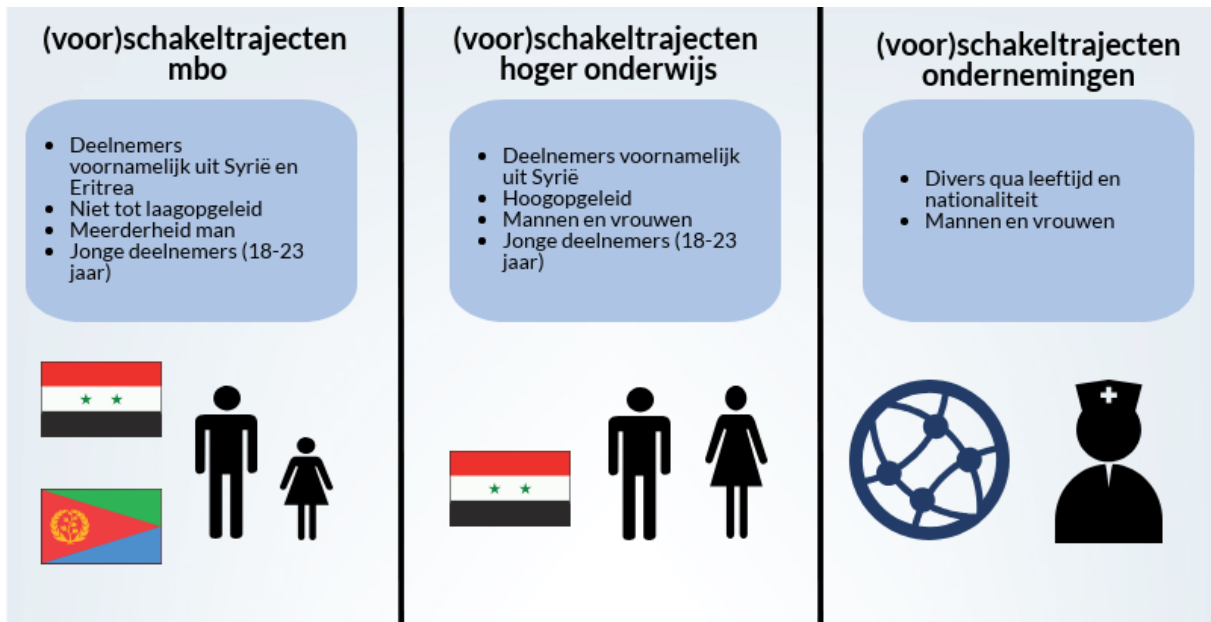 (voor)schakeltrajecten
mbo
• Deelnemers
voornamelijk uit Syrië en
Eritrea
• Niet tot laagopgeleid
• Meerderheid man
• Jonge deelnemers (18-23
jaar)
(voor)schakeltrajecten
hoger onderwijs
• Deelnemers voornamelijk
uit Syrië
• Hoogopgeleid
• Mannen en vrouwen
• Jonge deelnemers (18-23
jaar)
(voor)schakeltrajecten
ondernemingen
• Divers qua leeftijd en
nationaliteit
• Mannen en vrouwen